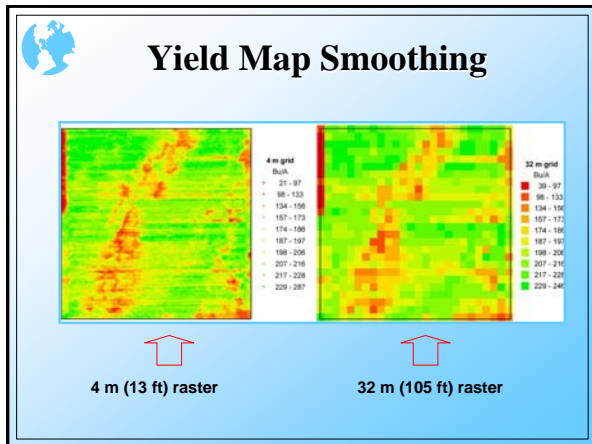 Yield Map Smoothing
4 m grid
Bu/A
21 - 97
98 - 133
134 - 156
157 - 173
174 - 186
187 - 197
198 - 206
207 - 216
217 - 228
229 - 287
32 m grid
Bu/A
39 - 97
98 - 133
134 - 156
157 - 173
174 - 186
187 - 197
198 - 206
207 - 216
217 - 228
229 - 246
4 m (13 ft) raster
32 m (105 ft) raster